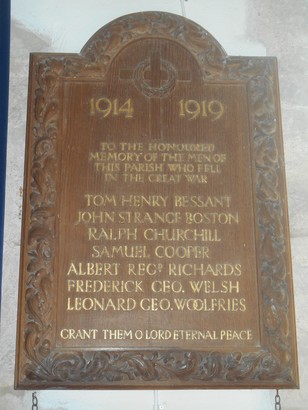 1914 1919
TO THE HONOURED
MEMORY OF THE MEN OF
THIS PARISH WHO FELL
IN THE GREAT WAR
TOM HENRY BESSANT
JOHN STRANGE BOSTON
RALPH CHURCHILL
SAMUEL COOPER
ALBERT REGD RICHARDS
FREDERICK GEO. WELSH
LEONARD GEO. WOOLFRIES
GRANT THEM O LORD ETERNAL PEACE